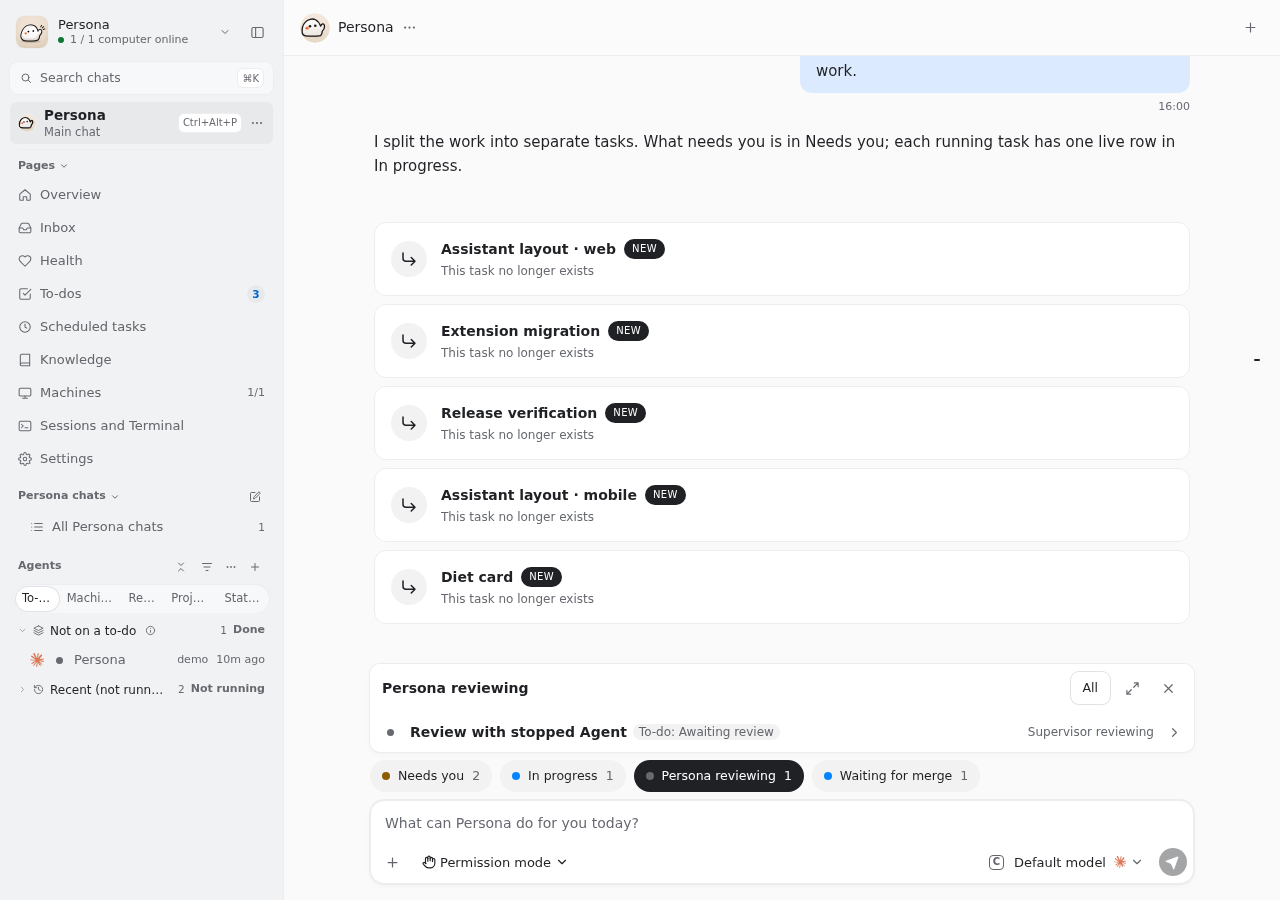 Persona
1 / 1 computer online
Search chats
⌘K
Persona
Main chat
Ctrl+Alt+P
Pages
Overview
Inbox
Health
To-dos
3
Scheduled tasks
Knowledge
Machines
1/1
Sessions and Terminal
Settings
Persona chats
All Persona chats
1
Agents
To-…
Machi…
Re…
Proj…
Stat…
Not on a to-do
1 Done
Persona
demo 10m ago
Recent (not runn…
2 Not running
Persona
work.
16:00
I split the work into separate tasks. What needs you is in Needs you; each running task has one live row in
In progress.
Assistant layout · web NEW
This task no longer exists
Extension migration NEW
This task no longer exists
Release verification NEW
This task no longer exists
Assistant layout · mobile NEW
This task no longer exists
Diet card NEW
This task no longer exists
Persona reviewing
All
Review with stopped Agent To-do: Awaiting review
Supervisor reviewing
Needs you 2
In progress 1
Persona reviewing 1
Waiting for merge 1
What can Persona do for you today?
Permission mode
C Default model